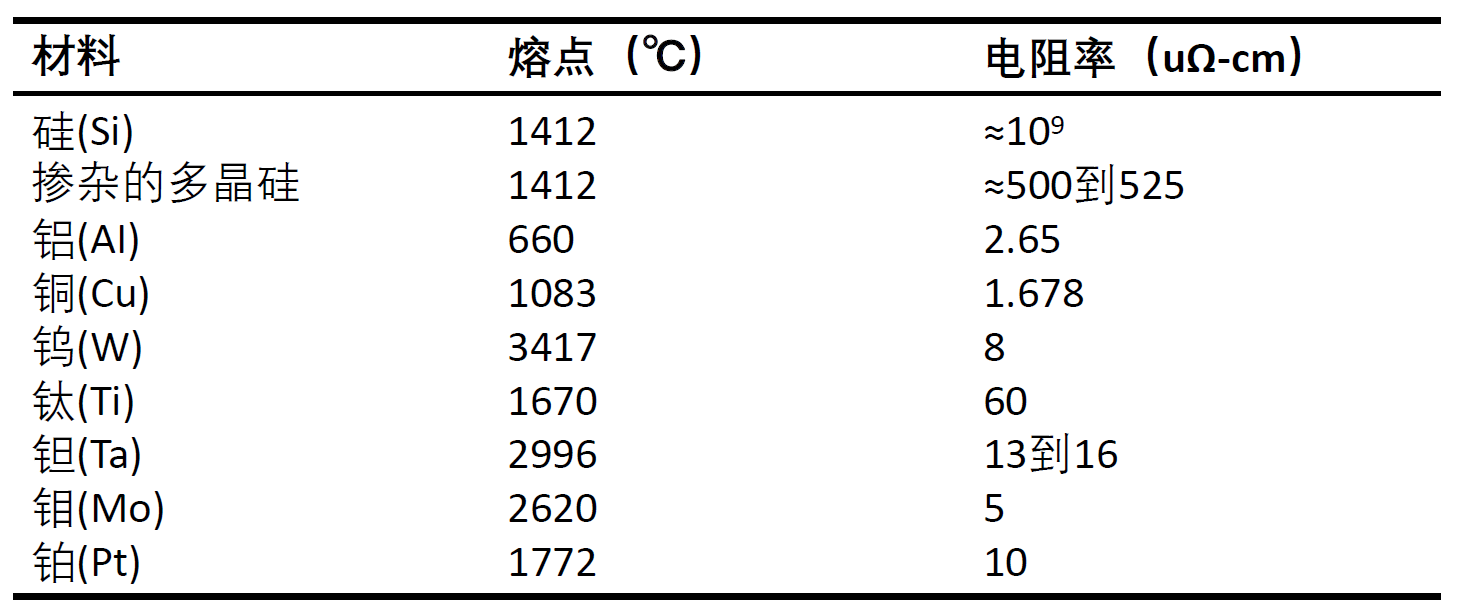 材料 熔点（℃） 电阻率（uΩ-cm）
硅(Si) 1412 ≈10⁹
掺杂的多晶硅 1412 ≈500到525
铝(Al) 660 2.65
铜(Cu) 1083 1.678
钨(W) 3417 8
钛(Ti) 1670 60
钽(Ta) 2996 13到16
钼(Mo) 2620 5
铂(Pt) 1772 10